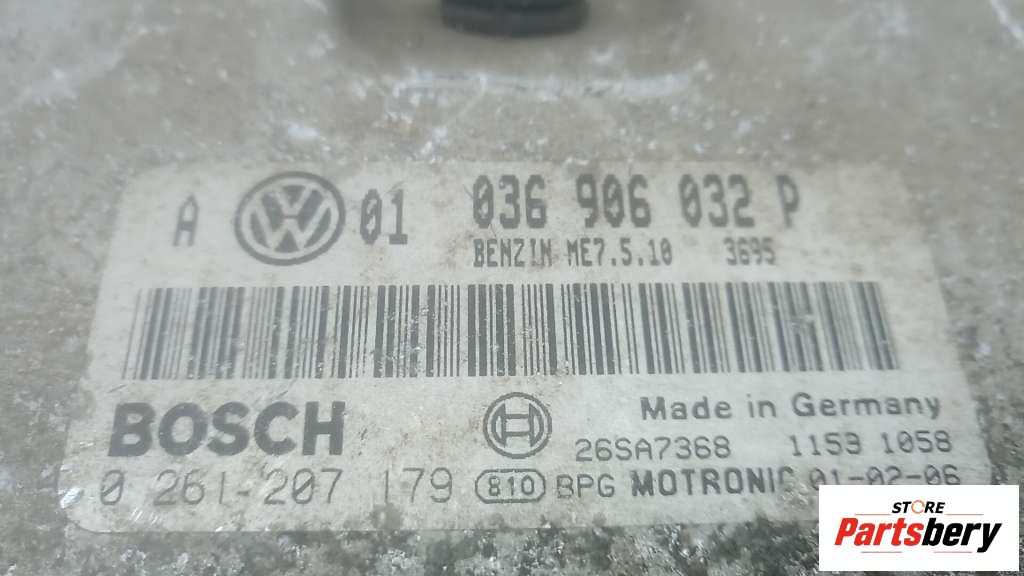 A VW 01 036 906 032 P
BENZIN ME7.5.10 3695
BOSCH
Made in Germany
26SA7368 1153 1058
0 261 207 179 810 BPG MOTRONIC 01-02-06
STORE
Partsbery